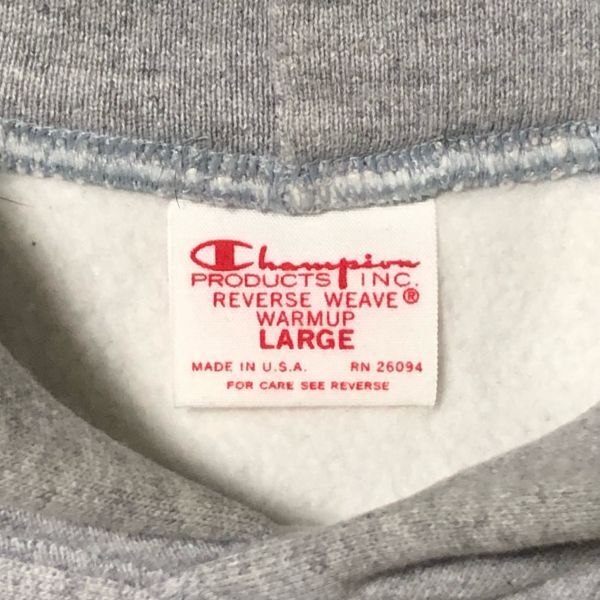 Champion
PRODUCTS INC.
REVERSE WEAVE®
WARMUP
LARGE
MADE IN U.S.A. RN 26094
FOR CARE SEE REVERSE